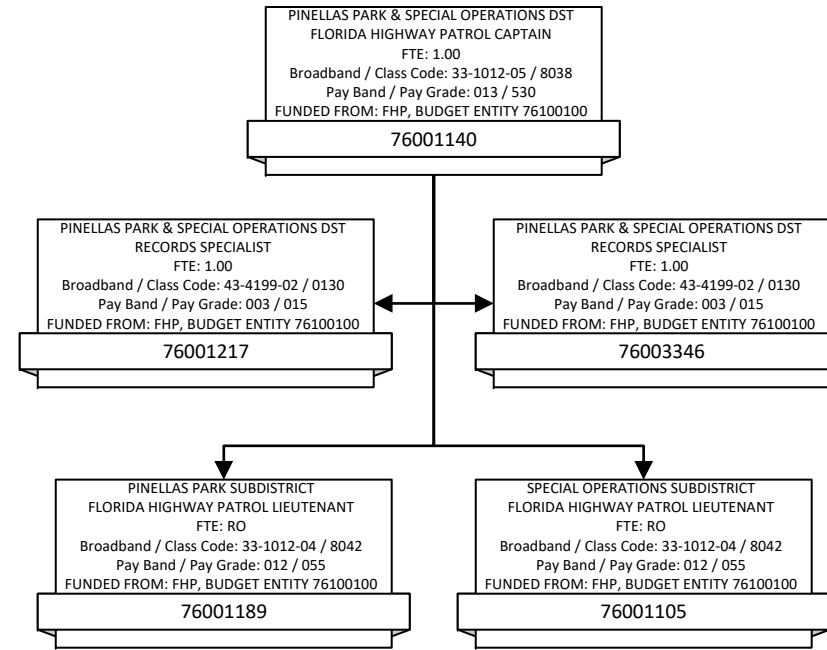 PINELLAS PARK & SPECIAL OPERATIONS DST
FLORIDA HIGHWAY PATROL CAPTAIN
FTE: 1.00
Broadband / Class Code: 33-1012-05 / 8038
Pay Band / Pay Grade: 013 / 530
FUNDED FROM: FHP, BUDGET ENTITY 76100100
76001140
PINELLAS PARK & SPECIAL OPERATIONS DST
RECORDS SPECIALIST
FTE: 1.00
Broadband / Class Code: 43-4199-02 / 0130
Pay Band / Pay Grade: 003 / 015
FUNDED FROM: FHP, BUDGET ENTITY 76100100
76001217
PINELLAS PARK & SPECIAL OPERATIONS DST
RECORDS SPECIALIST
FTE: 1.00
Broadband / Class Code: 43-4199-02 / 0130
Pay Band / Pay Grade: 003 / 015
FUNDED FROM: FHP, BUDGET ENTITY 76100100
76003346
PINELLAS PARK SUBDISTRICT
FLORIDA HIGHWAY PATROL LIEUTENANT
FTE: RO
Broadband / Class Code: 33-1012-04 / 8042
Pay Band / Pay Grade: 012 / 055
FUNDED FROM: FHP, BUDGET ENTITY 76100100
76001189
SPECIAL OPERATIONS SUBDISTRICT
FLORIDA HIGHWAY PATROL LIEUTENANT
FTE: RO
Broadband / Class Code: 33-1012-04 / 8042
Pay Band / Pay Grade: 012 / 055
FUNDED FROM: FHP, BUDGET ENTITY 76100100
76001105